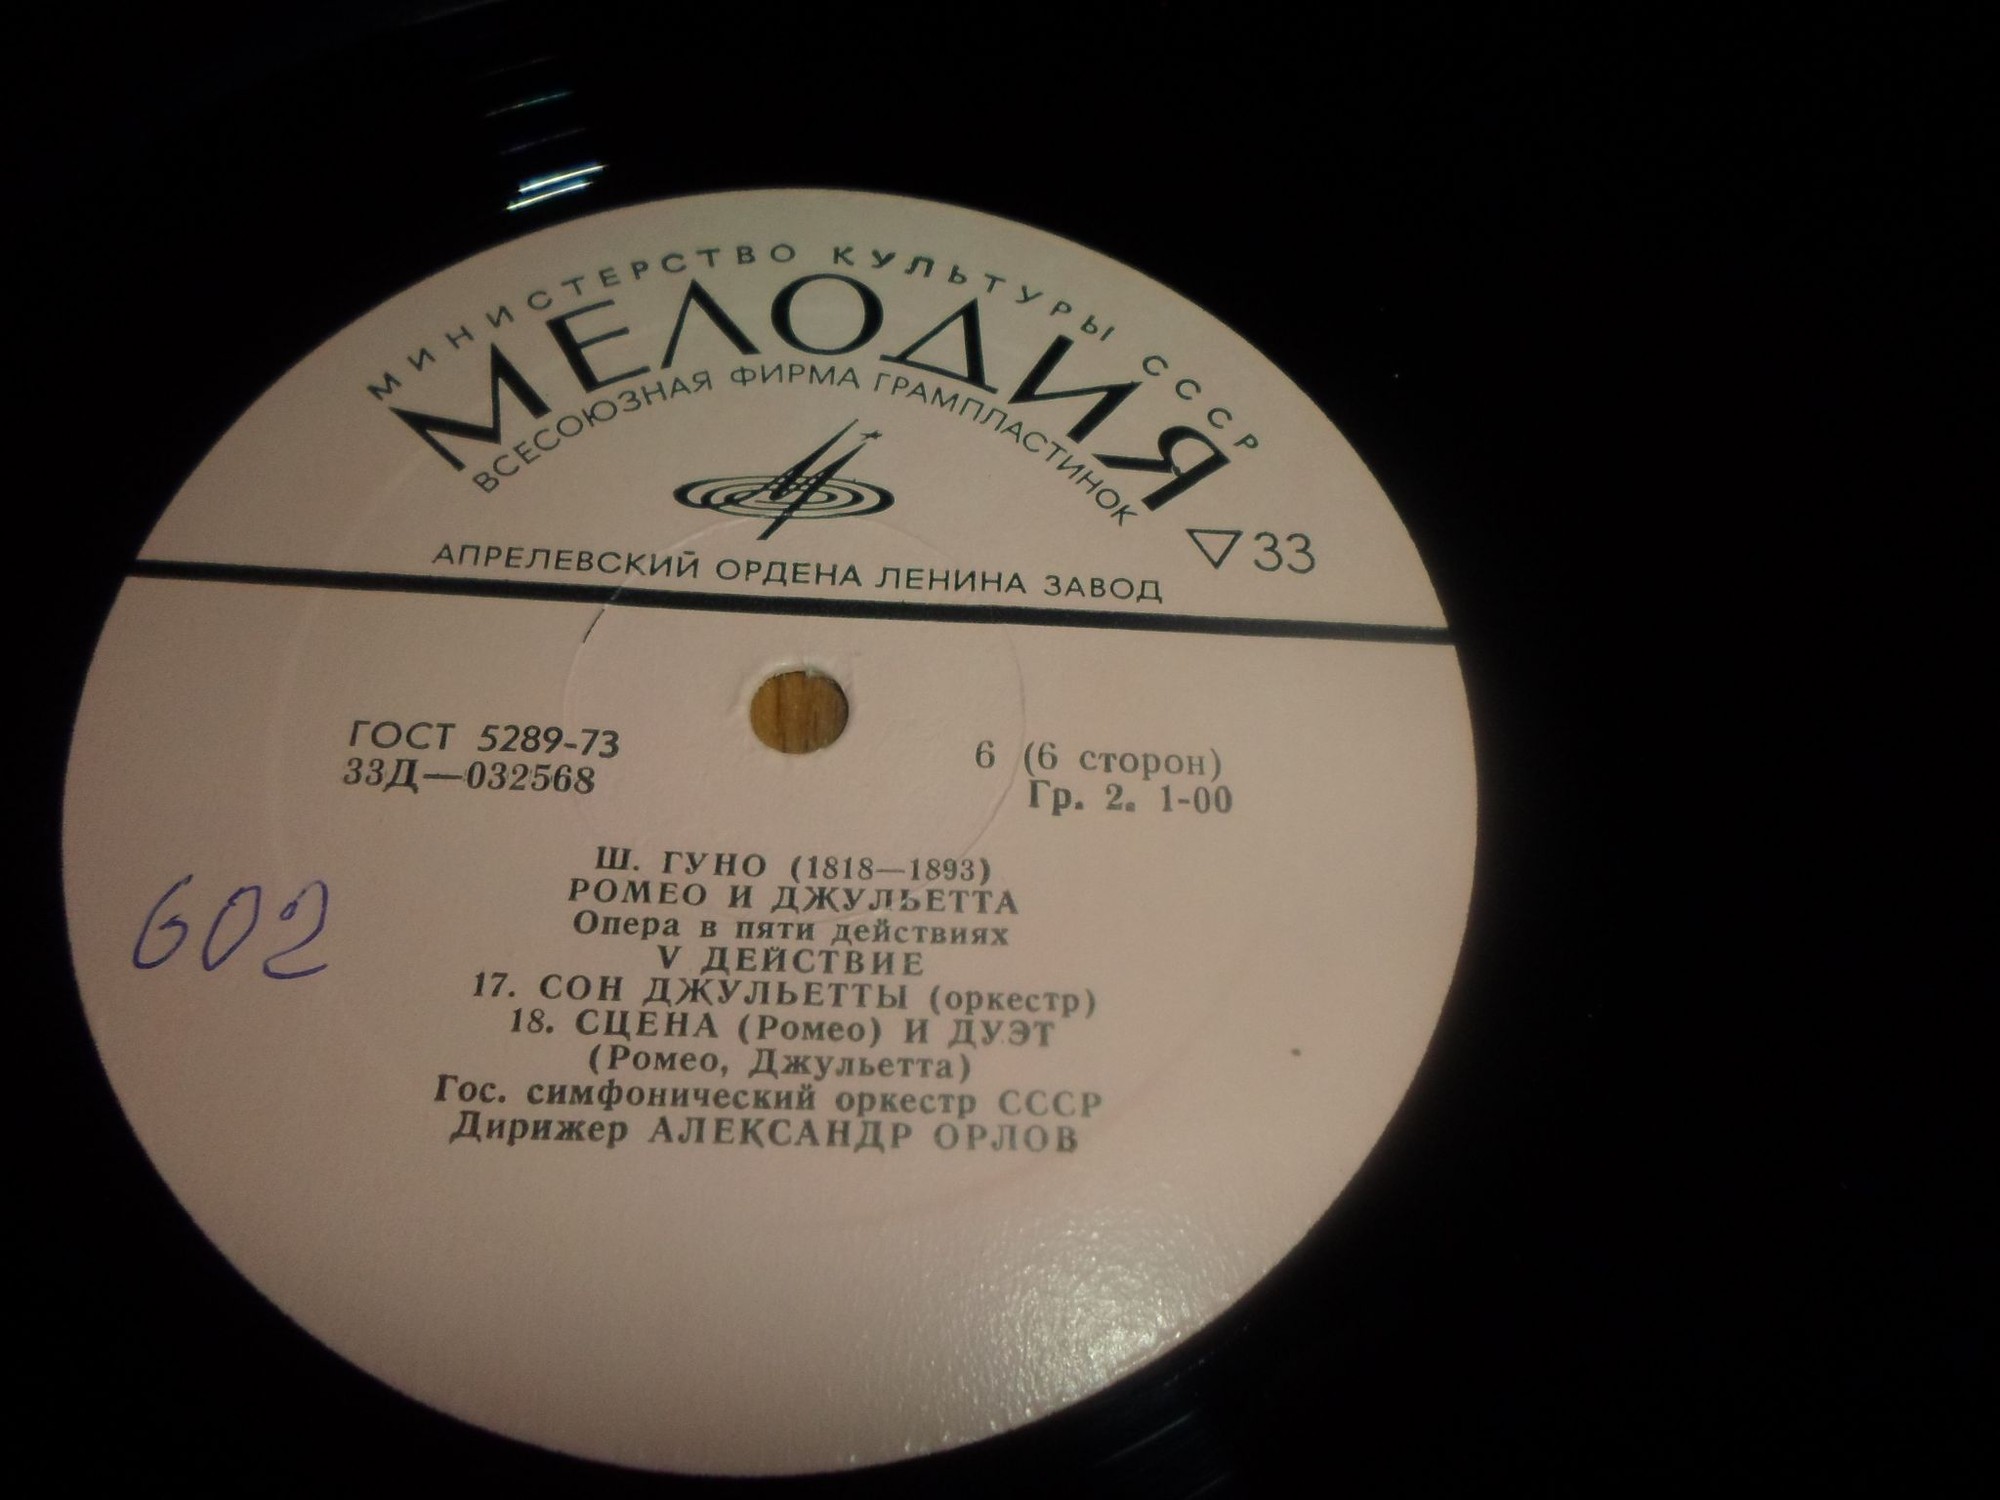 МИНИСТЕРСТВО КУЛЬТУРЫ СССР
МЕЛОДИЯ
ВСЕСОЮЗНАЯ ФИРМА ГРАМПЛАСТИНОК
▽33
АПРЕЛЕВСКИЙ ОРДЕНА ЛЕНИНА ЗАВОД
ГОСТ 5289-73
33Д—032568
6 (6 сторон)
Гр. 2. 1-00
602
Ш. ГУНО (1818—1893)
РОМЕО И ДЖУЛЬЕТТА
Опера в пяти действиях
V ДЕЙСТВИЕ
17. СОН ДЖУЛЬЕТТЫ (оркестр)
18. СЦЕНА (Ромео) И ДУЭТ
(Ромео, Джульетта)
Гос. симфонический оркестр СССР
Дирижер АЛЕКСАНДР ОРЛОВ